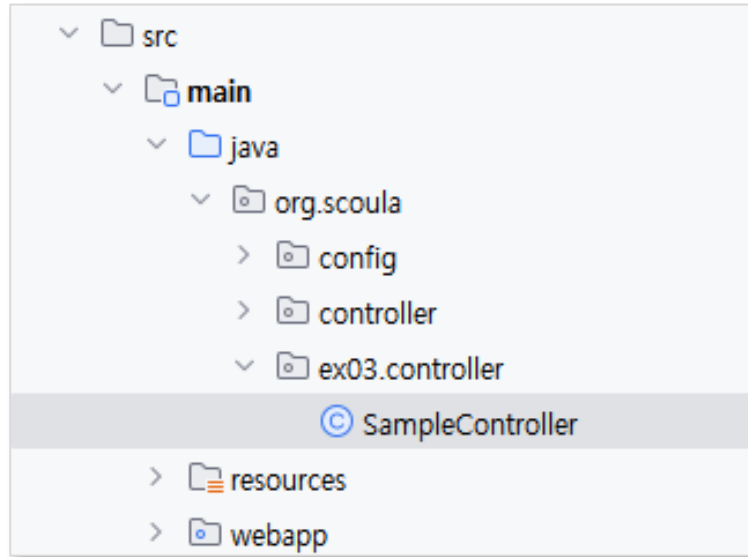 src
main
java
org.scoula
config
controller
ex03.controller
SampleController
resources
webapp